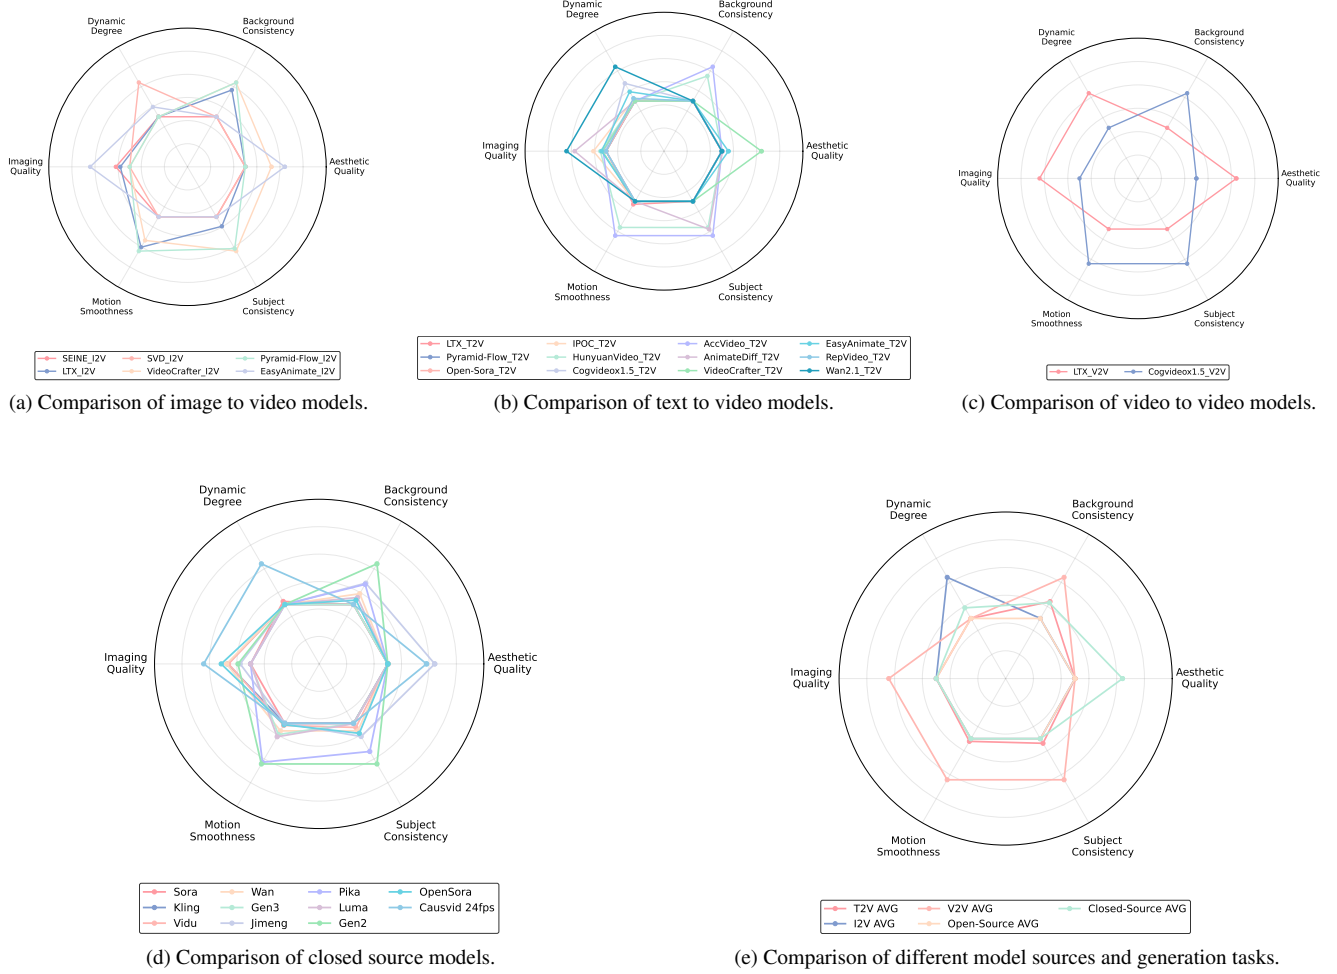 Dynamic
Degree
Background
Consistency
Imaging
Quality
Aesthetic
Quality
Motion
Smoothness
Subject
Consistency
SEINE_I2V
SVD_I2V
Pyramid-Flow_I2V
LTX_I2V
VideoCrafter_I2V
EasyAnimate_I2V
(a) Comparison of image to video models.
Dynamic
Degree
Background
Consistency
Imaging
Quality
Aesthetic
Quality
Motion
Smoothness
Subject
Consistency
LTX_T2V
IPOC_T2V
AccVideo_T2V
EasyAnimate_T2V
Pyramid-Flow_T2V
HunyuanVideo_T2V
AnimateDiff_T2V
RepVideo_T2V
Open-Sora_T2V
Cogvideox1.5_T2V
VideoCrafter_T2V
Wan2.1_T2V
(b) Comparison of text to video models.
Dynamic
Degree
Background
Consistency
Imaging
Quality
Aesthetic
Quality
Motion
Smoothness
Subject
Consistency
LTX_V2V
Cogvideox1.5_V2V
(c) Comparison of video to video models.
Dynamic
Degree
Background
Consistency
Imaging
Quality
Aesthetic
Quality
Motion
Smoothness
Subject
Consistency
Sora
Wan
Pika
OpenSora
Kling
Gen3
Luma
Causvid 24fps
Vidu
Jimeng
Gen2
(d) Comparison of closed source models.
Dynamic
Degree
Background
Consistency
Imaging
Quality
Aesthetic
Quality
Motion
Smoothness
Subject
Consistency
T2V AVG
V2V AVG
Closed-Source AVG
I2V AVG
Open-Source AVG
(e) Comparison of different model sources and generation tasks.